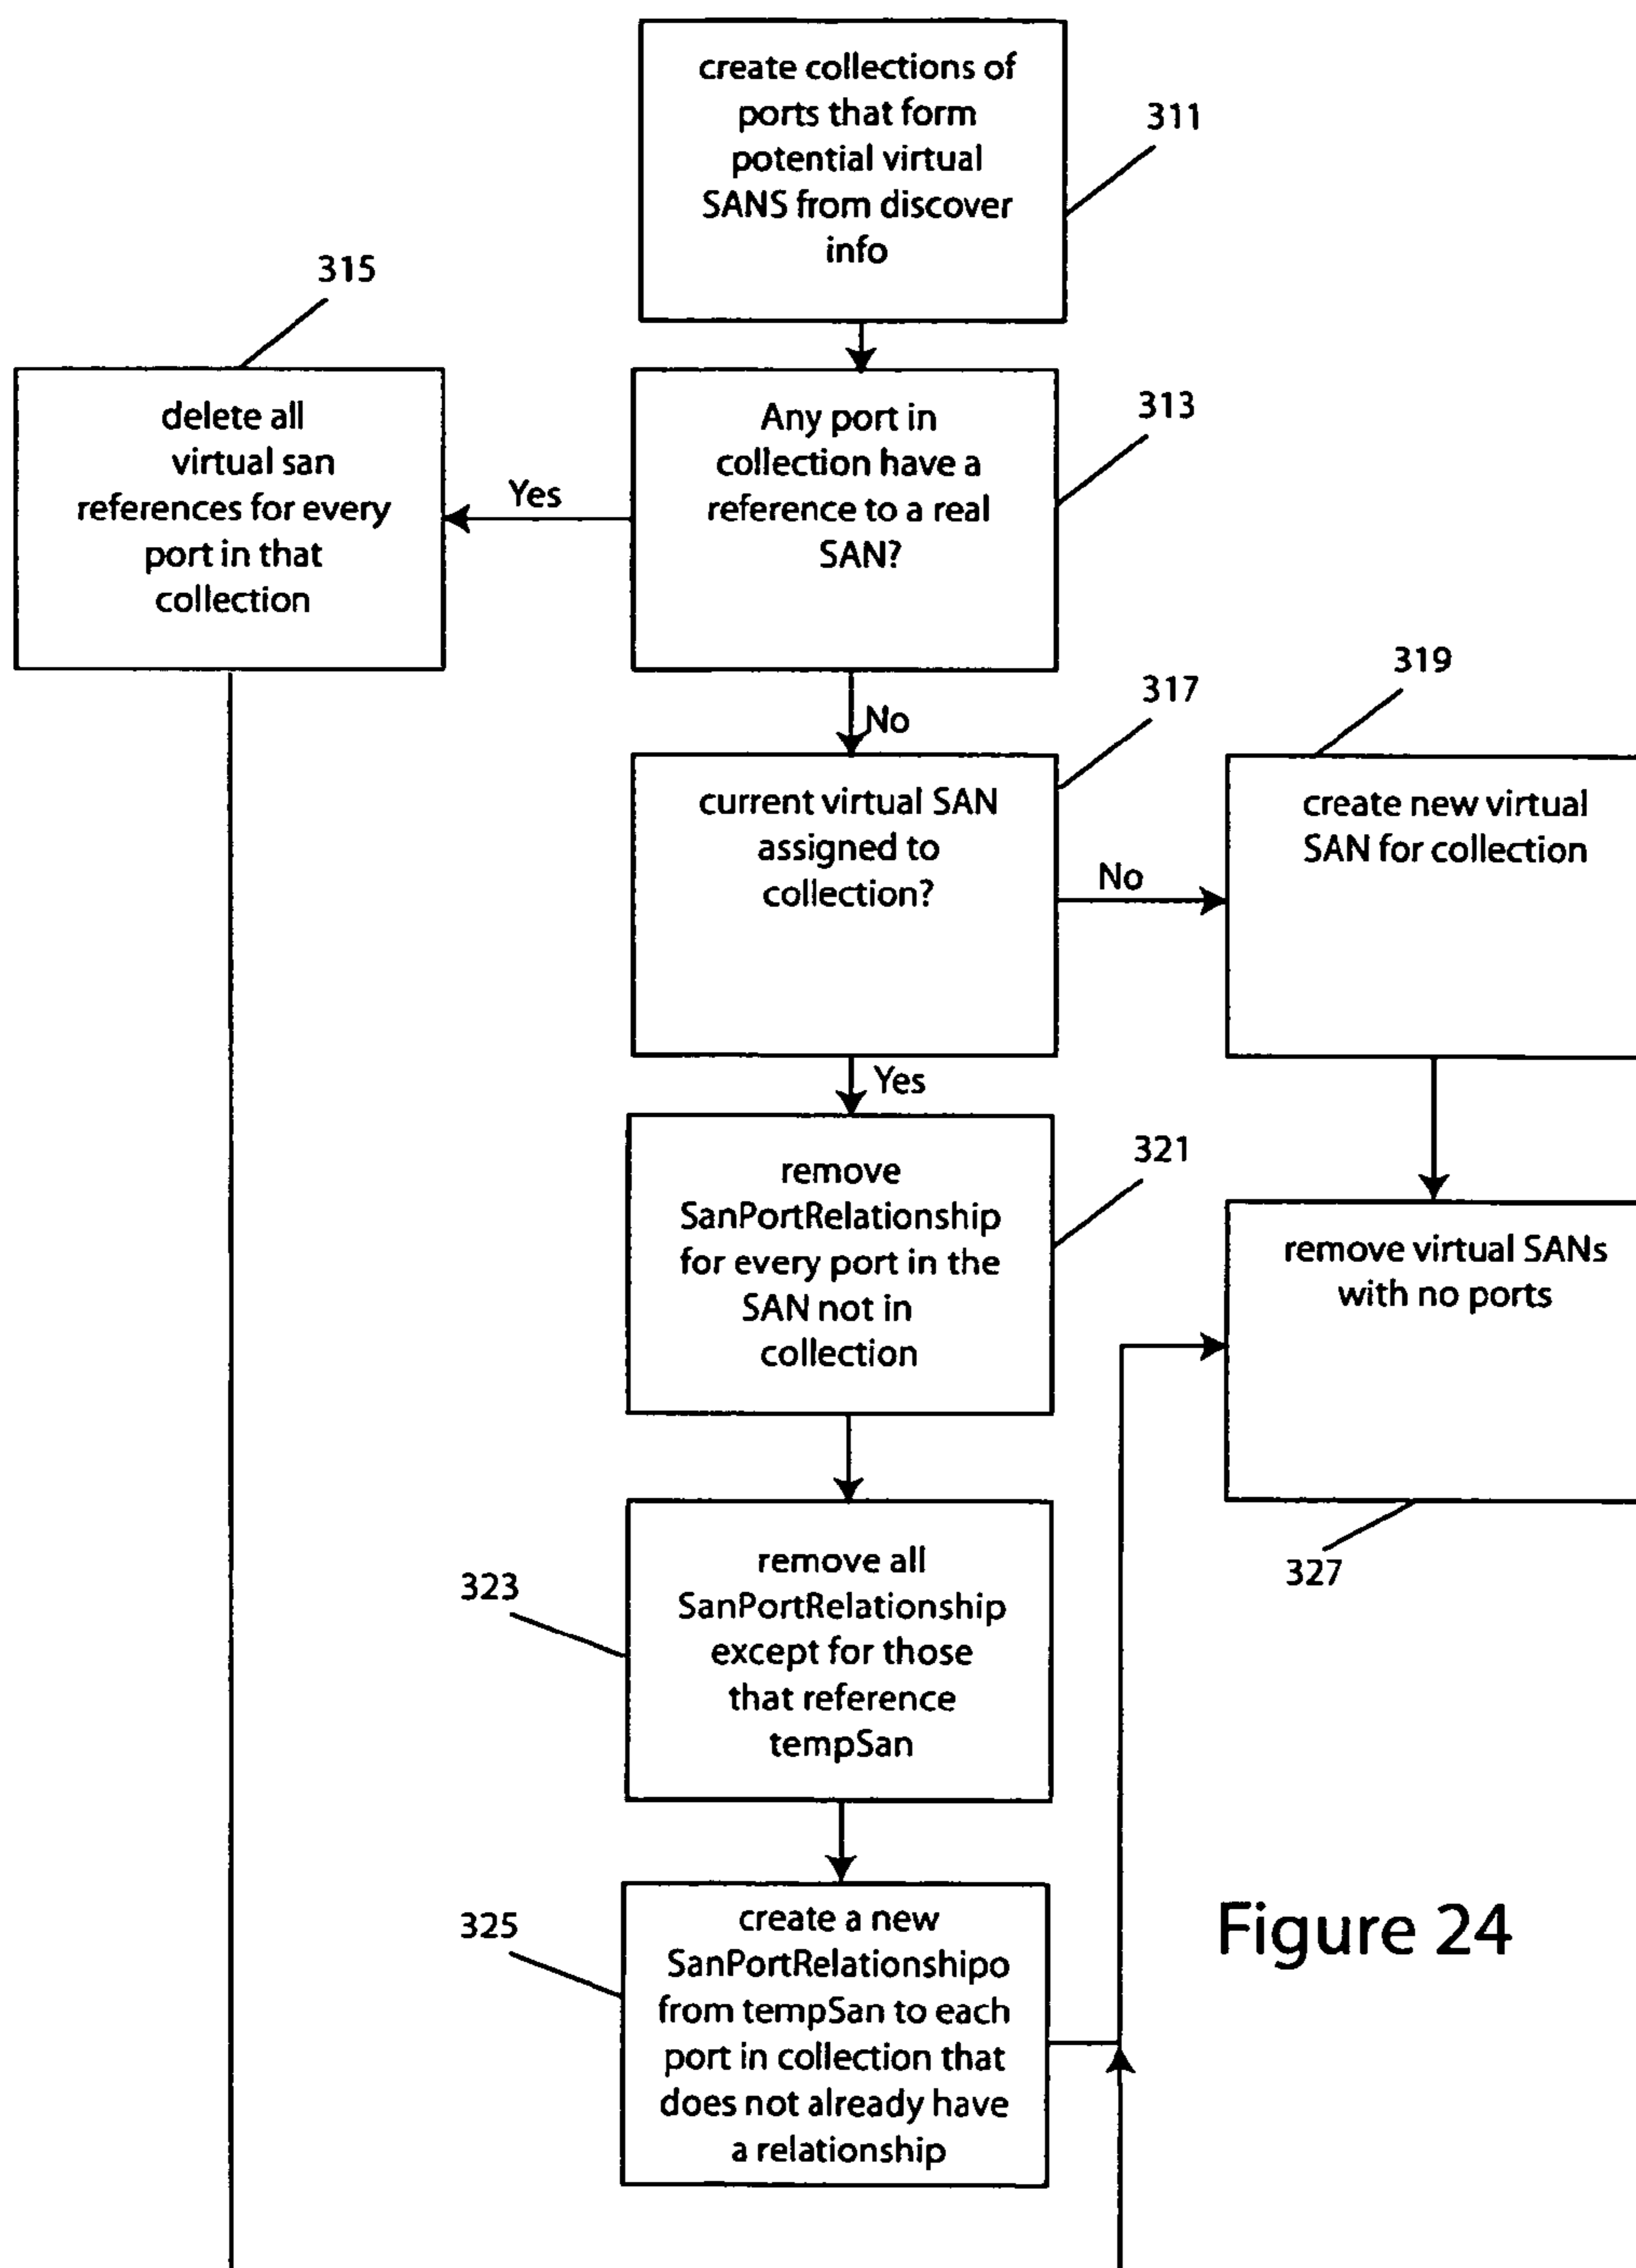 create collections of
ports that form
potential virtual
SANS from discover
info
311
315
delete all
virtual san
references for every
port in that
collection
Yes
Any port in
collection have a
reference to a real
SAN?
313
No
317
319
current virtual SAN
assigned to
collection?
No
create new virtual
SAN for collection
Yes
remove
SanPortRelationship
for every port in the
SAN not in
collection
321
remove virtual SANs
with no ports
327
323
remove all
SanPortRelationship
except for those
that reference
tempSan
325
create a new
SanPortRelationshipo
from tempSan to each
port in collection that
does not already have
a relationship
Figure 24